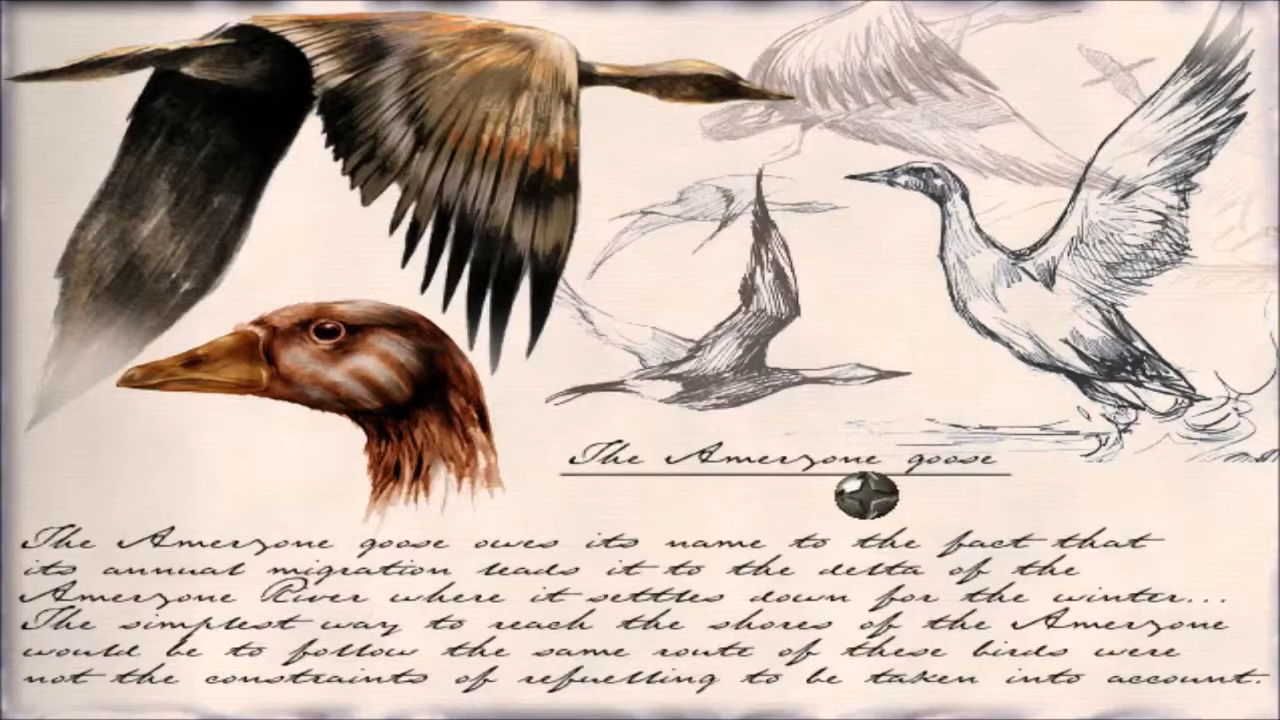 The Amerzone goose
The Amerzone goose owes its name to the fact that
its annual migration leads it to the delta of the
Amerzone River where it settles down for the winter...
The simplest way to reach the shores of the Amerzone
would be to follow the same route of these birds were
not the constraints of refuelling to be taken into account.